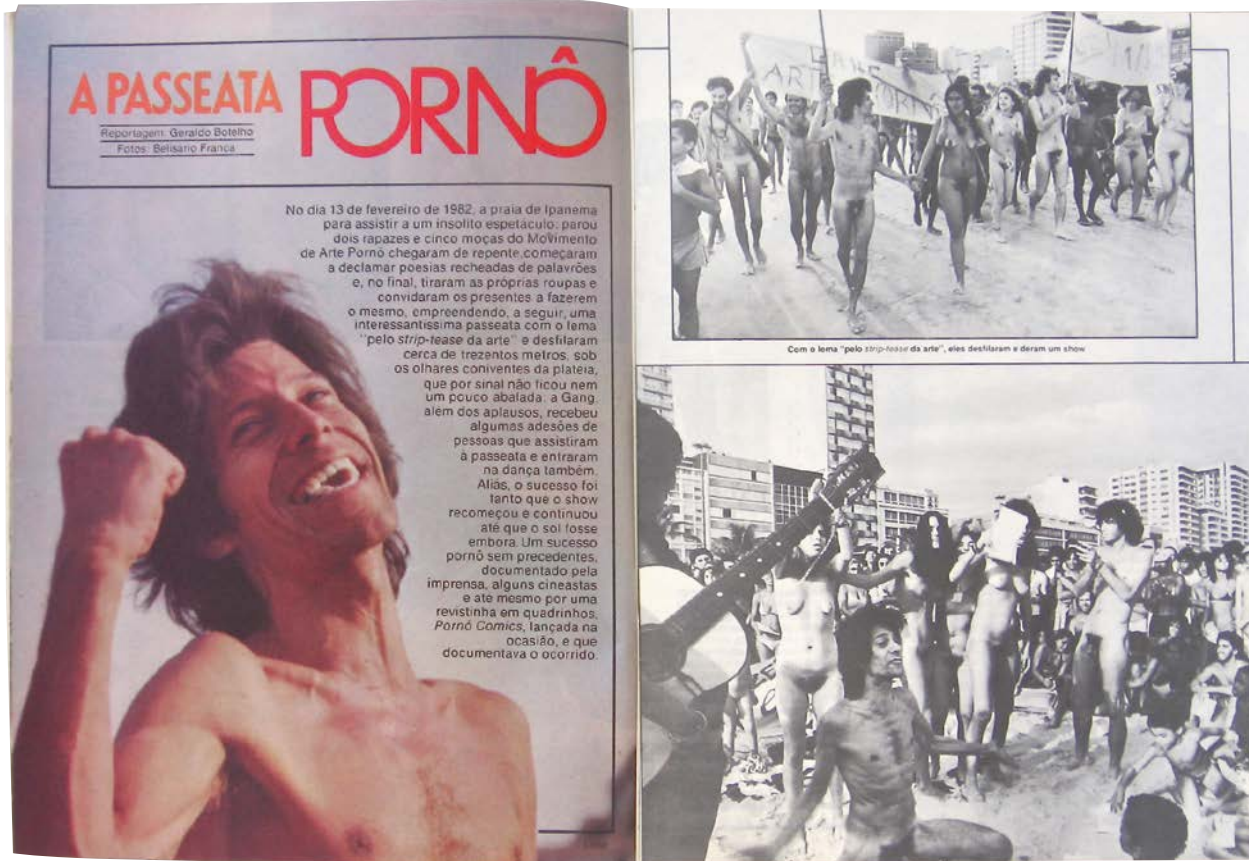 A PASSEATA
PORNÔ
Reportagem: Geraldo Botelho
Fotos: Belisario Franca
No dia 13 de fevereiro de 1982, a praia de Ipanema
para assistir a um insolito espetáculo: parou
dois rapazes e cinco moças do Movimento
de Arte Pornô chegaram de repente,começaram
a declamar poesias recheadas de palavrões
e, no final, tiraram as próprias roupas e
convidaram os presentes a fazerem
o mesmo, empreendendo, a seguir, uma
interessantíssima passeata com o lema
"pelo strip-tease da arte" e desfilaram
cerca de trezentos metros, sob
os olhares coniventes da platéia,
que por sinal não ficou nem
um pouco abalada: a Gang,
além dos aplausos, recebeu
algumas adesões de
pessoas que assistiram
à passeata e entraram
na dança também.
Aliás, o sucesso foi
tanto que o show
recomeçou e continuou
até que o sol fosse
embora. Um sucesso
pornô sem precedentes,
documentado pela
imprensa, alguns cineastas
e até mesmo por uma
revistinha em quadrinhos,
Pornô Comics, lançada na
ocasião, e que
documentava o ocorrido.
ARTE
Com o lema "pelo strip-tease da arte", eles desfilaram e deram um show